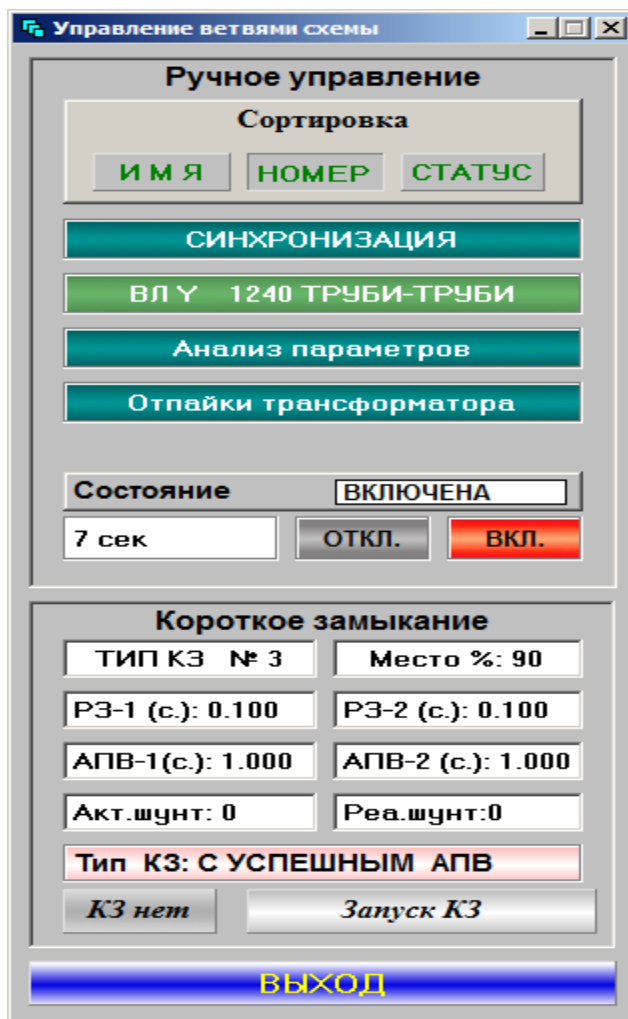 Управление ветвями схемы
Ручное управление
Сортировка
И М Я НОМЕР СТАТУС
СИНХРОНИЗАЦИЯ
ВЛ Y 1240 ТРУБИ-ТРУБИ
Анализ параметров
Отпайки трансформатора
Состояние ВКЛЮЧЕНА
7 сек ОТКЛ. ВКЛ.
Короткое замыкание
ТИП КЗ № 3 Место %: 90
РЗ-1 (с.): 0.100 РЗ-2 (с.): 0.100
АПВ-1(с.): 1.000 АПВ-2 (с.): 1.000
Акт.шунт: 0 Реа.шунт:0
Тип КЗ: С УСПЕШНЫМ АПВ
КЗ нет Запуск КЗ
ВЫХОД